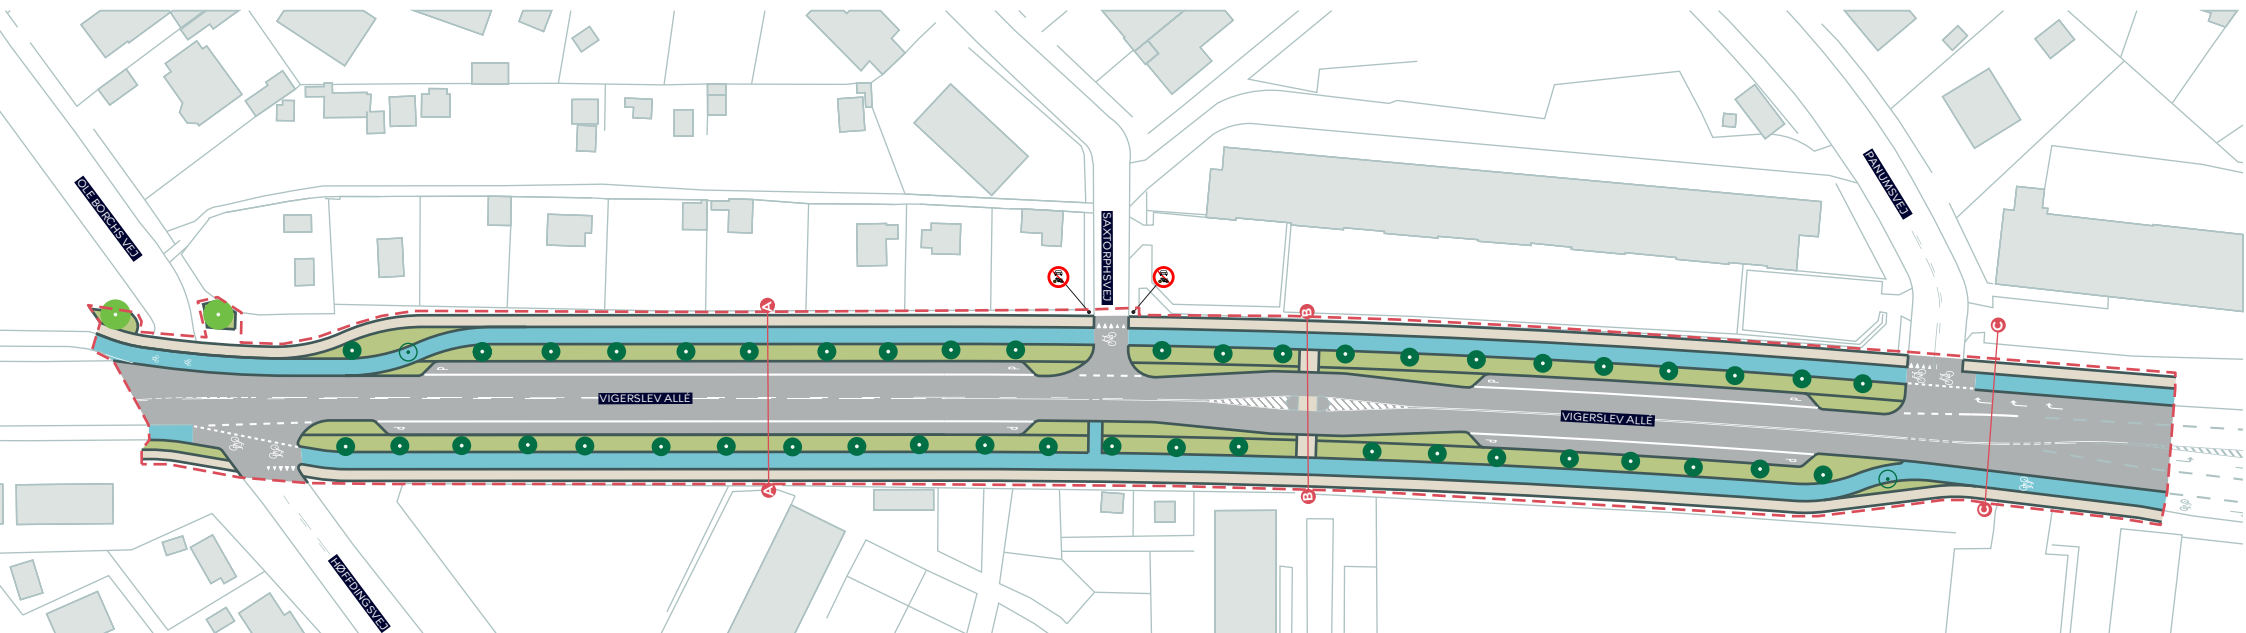 OLE BORCHS VEJ
SAXTORPHSVEJ
PANUMSVEJ
A
B
C
P
P
P
P
VIGERSLEV ALLÉ
VIGERSLEV ALLÉ
P
P
P
P
A
B
C
HØFFDINGSVEJ